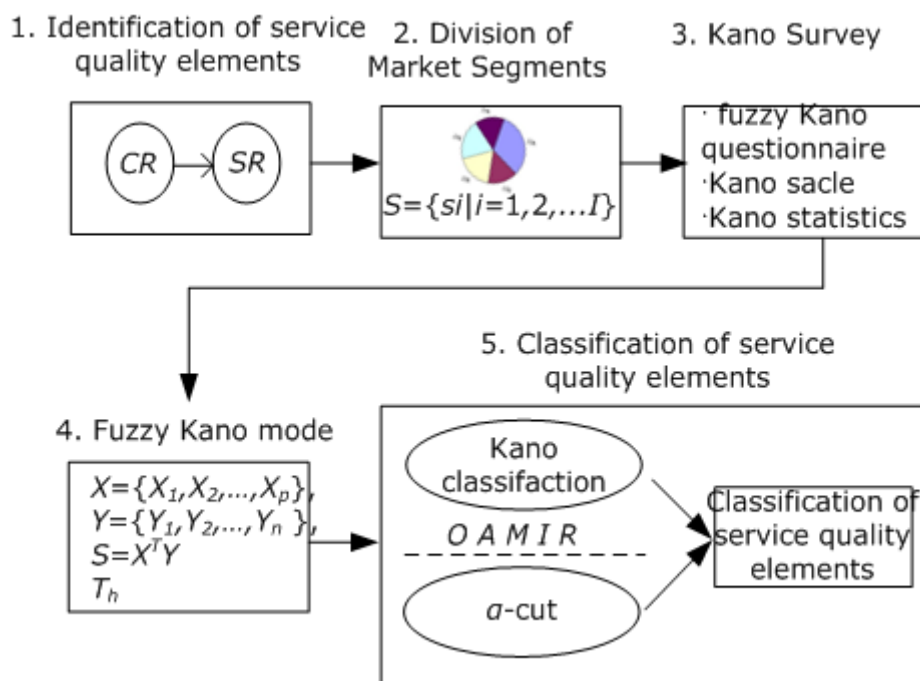 1. Identification of service
quality elements
CR
SR
2. Division of
Market Segments
S={si|i=1,2,...I}
3. Kano Survey
· fuzzy Kano
questionnaire
·Kano sacle
·Kano statistics
4. Fuzzy Kano mode
X={X₁,X₂,...,Xₚ},
Y={Y₁,Y₂,...,Yₙ },
S=XᵀY
Tₕ
5. Classification of service
quality elements
Kano
classifaction
O A M I R
α-cut
Classification of
service quality
elements